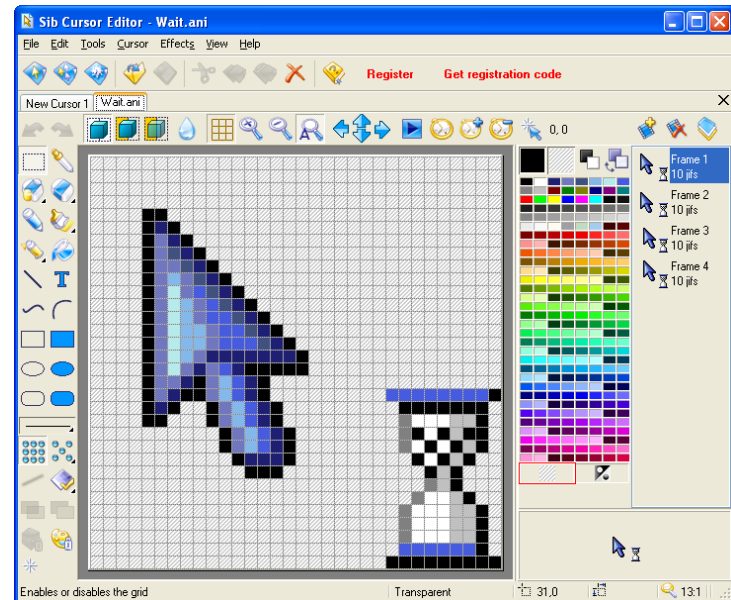 Sib Cursor Editor - Wait.ani
File Edit Tools Cursor Effects View Help
Register Get registration code
New Cursor 1 Wait.ani
0, 0
Frame 1
10 jifs
Frame 2
10 jifs
Frame 3
10 jifs
Frame 4
10 jifs
T
Enables or disables the grid Transparent 31,0 13:1